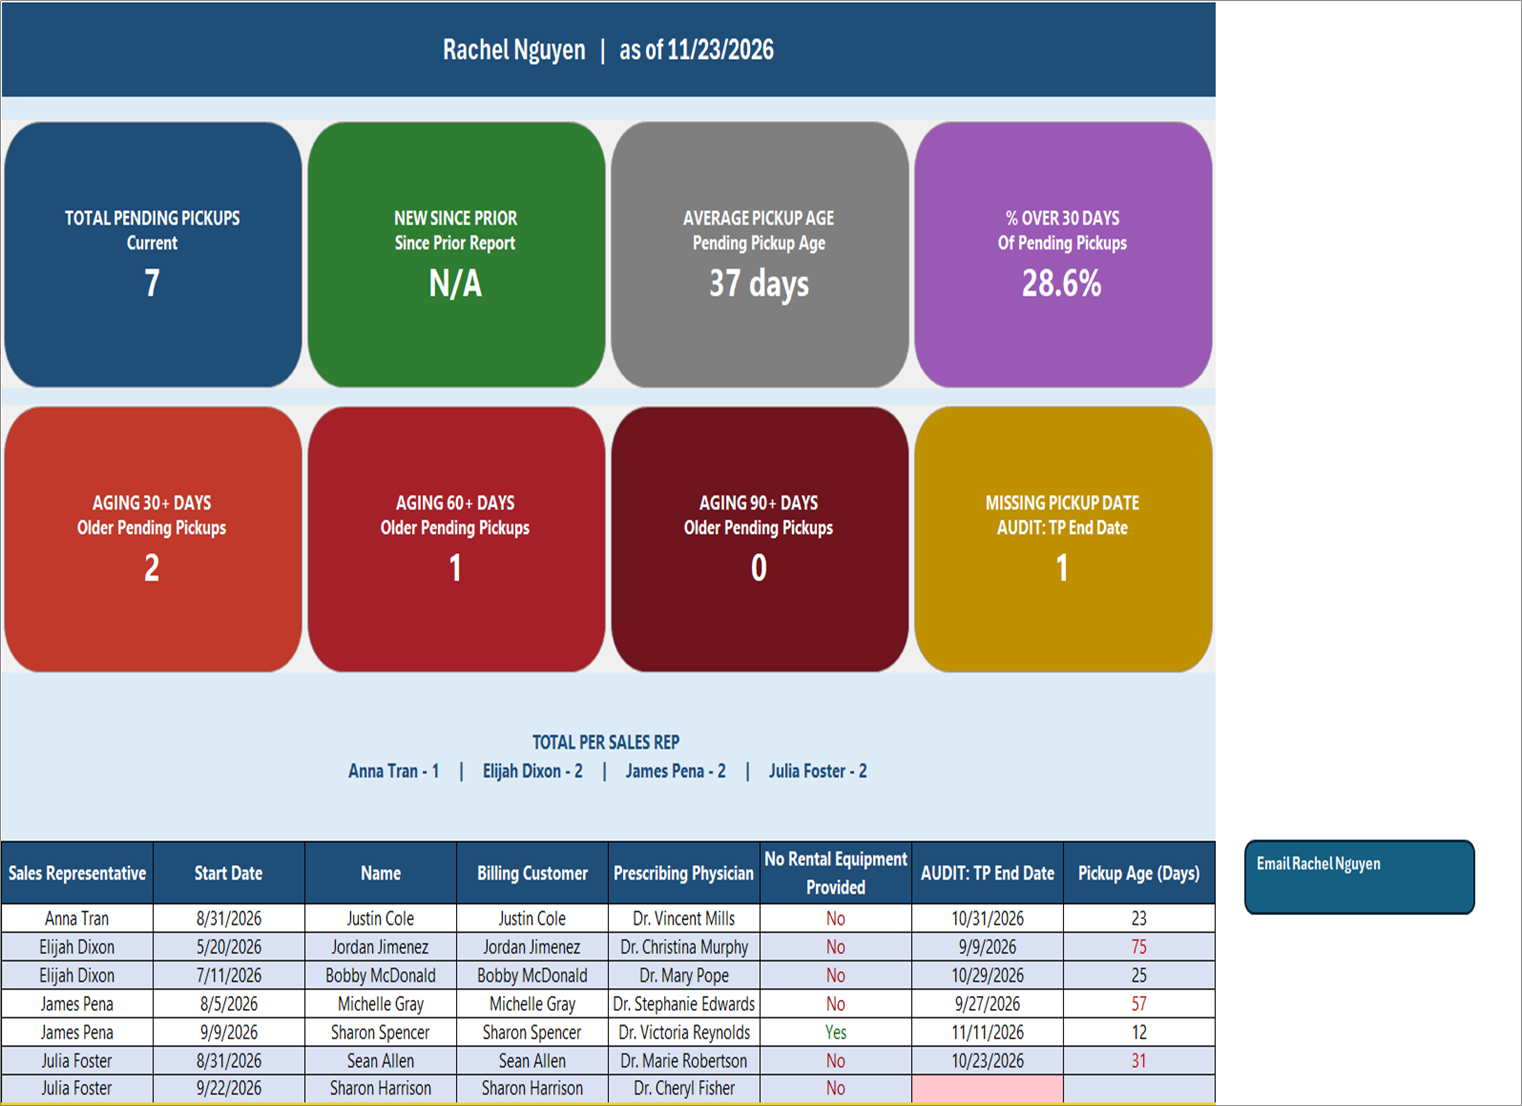 Rachel Nguyen | as of 11/23/2026
TOTAL PENDING PICKUPS
Current
7
NEW SINCE PRIOR
Since Prior Report
N/A
AVERAGE PICKUP AGE
Pending Pickup Age
37 days
% OVER 30 DAYS
Of Pending Pickups
28.6%
AGING 30+ DAYS
Older Pending Pickups
2
AGING 60+ DAYS
Older Pending Pickups
1
AGING 90+ DAYS
Older Pending Pickups
0
MISSING PICKUP DATE
AUDIT: TP End Date
1
TOTAL PER SALES REP
Anna Tran - 1 | Elijah Dixon - 2 | James Pena - 2 | Julia Foster - 2
Sales Representative Start Date Name Billing Customer Prescribing Physician No Rental Equipment Provided AUDIT: TP End Date Pickup Age (Days)
Anna Tran 8/31/2026 Justin Cole Justin Cole Dr. Vincent Mills No 10/31/2026 23
Elijah Dixon 5/20/2026 Jordan Jimenez Jordan Jimenez Dr. Christina Murphy No 9/9/2026 75
Elijah Dixon 7/11/2026 Bobby McDonald Bobby McDonald Dr. Mary Pope No 10/29/2026 25
James Pena 8/5/2026 Michelle Gray Michelle Gray Dr. Stephanie Edwards No 9/27/2026 57
James Pena 9/9/2026 Sharon Spencer Sharon Spencer Dr. Victoria Reynolds Yes 11/11/2026 12
Julia Foster 8/31/2026 Sean Allen Sean Allen Dr. Marie Robertson No 10/23/2026 31
Julia Foster 9/22/2026 Sharon Harrison Sharon Harrison Dr. Cheryl Fisher No
Email Rachel Nguyen